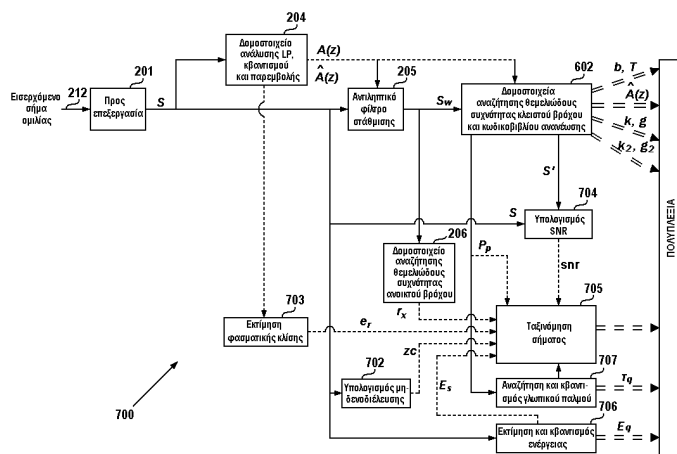 204
Δομοστοιχείο
ανάλυσης LP,
κβαντισμού
και παρεμβολής
A(z)
Â(z)
602
b, T
Â(z)
k, g
k₂, g₂
212
Εισερχόμενο
σήμα
ομιλίας
201
Προς
επεξεργασία
S
205
Αντιληπτικό
φίλτρο
στάθμισης
Sw
Δομοστοιχεία
αναζήτησης θεμελιώδους
συχνότητας κλειστού βρόχου
και κωδικοβιβλίου ανανέωσης
S'
704
S
Υπολογισμός
SNR
ΠΟΛΥΠΛΕΞΙΑ
206
Δομοστοιχείο
αναζήτησης
θεμελιώδους
συχνότητας
ανοικτού βρόχου
Pp
snr
705
Ταξινόμηση
σήματος
rx
703
Εκτίμηση
φασματικής κλίσης
er
zc
702
Υπολογισμός μη-
δενοδιέλευσης
Es
707
Αναζήτηση και κβαντι-
σμός γλωττικού παλμού
Tq
706
Εκτίμηση και κβαντισμός
ενέργειας
Eq
700